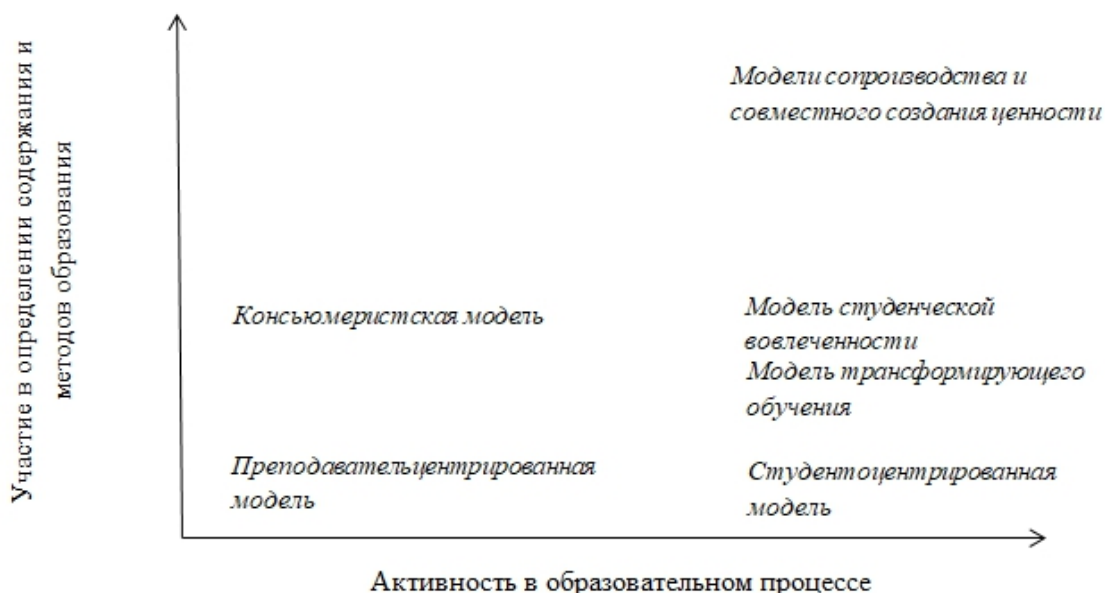 Участие в определении содержания и
методов образования
Модели сопроизводства и
совместного создания ценности
Консьюмеристская модель
Модель студенческой
вовлеченности
Модель трансформирующего
обучения
Преподавательцентрированная
модель
Студентоцентрированная
модель
Активность в образовательном процессе